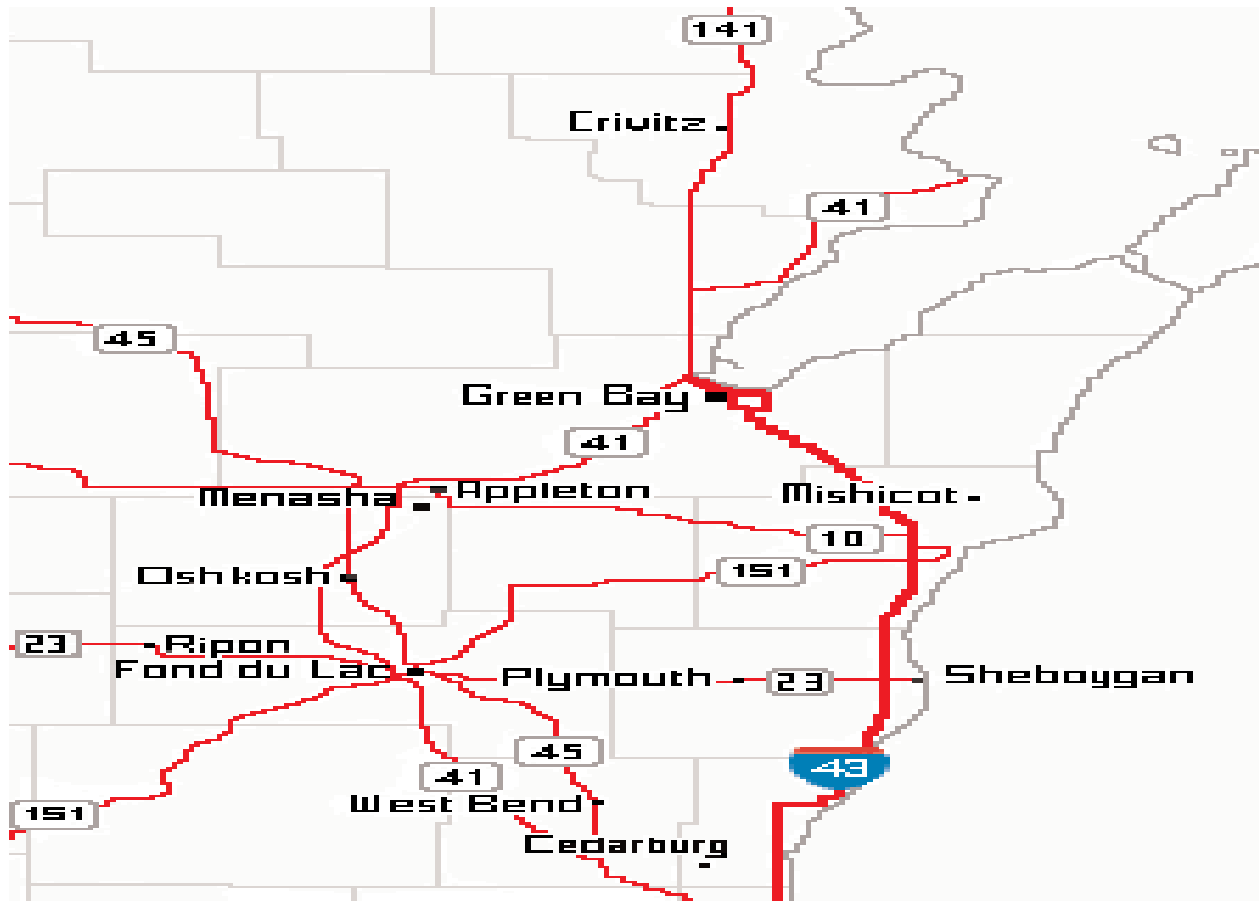 141
Crivitz
41
45
Green Bay
41
Appleton
Menasha
Mishicot
10
151
Oshkosh
23
Ripon
Fond du Lac
Plymouth
23
Sheboygan
45
43
41
West Bend
151
Cedarburg